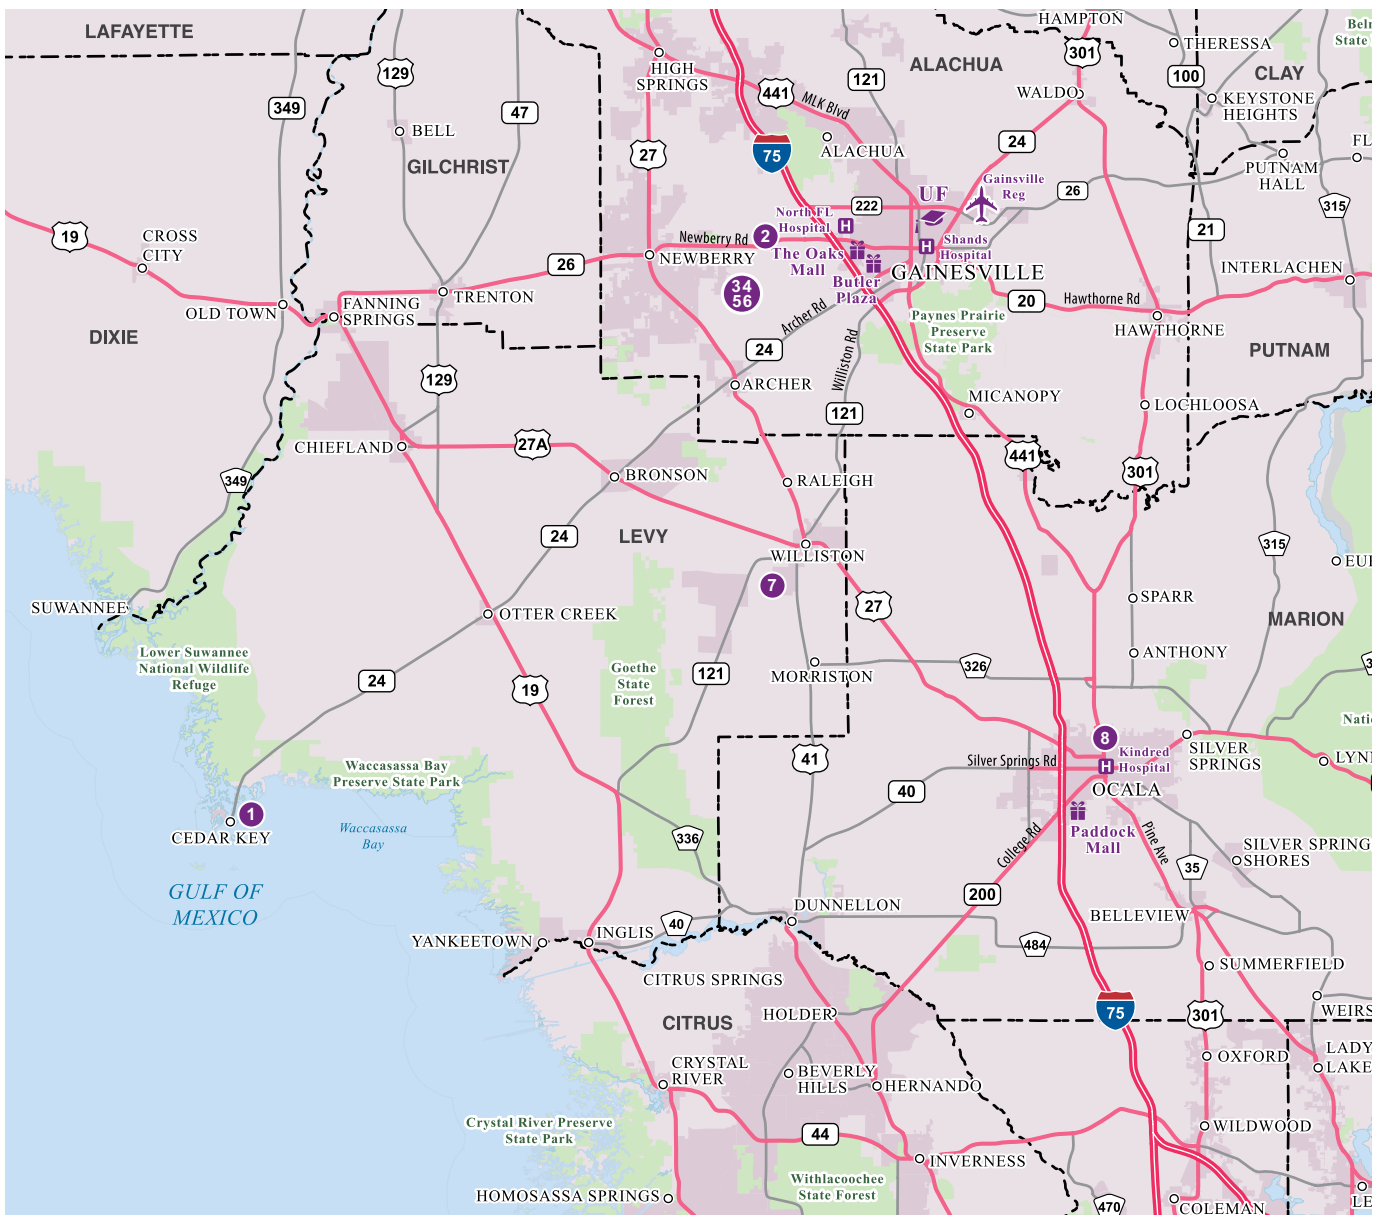 LAFAYETTE
HAMPTON
Belm
State
THERESSA
301
129
HIGH
SPRINGS
121
ALACHUA
100
CLAY
349
47
441
MLK Blvd
WALDO
KEYSTONE
HEIGHTS
BELL
ALACHUA
24
FL
27
75
GILCHRIST
PUTNAM
HALL
Gainsville
Reg
UF
26
315
222
North FL
Hospital
H
19
CROSS
CITY
Newberry Rd
2
H
Shands
Hospital
21
NEWBERRY
The Oaks
Mall
26
GAINESVILLE
INTERLACHEN
Butler
Plaza
34
56
TRENTON
20
Hawthorne Rd
OLD TOWN
FANNING
SPRINGS
Archer Rd
Paynes Prairie
Preserve
State Park
HAWTHORNE
DIXIE
24
Williston Rd
PUTNAM
129
ARCHER
MICANOPY
121
LOCHLOOSA
CHIEFLAND
27A
441
301
349
BRONSON
RALEIGH
24
LEVY
315
WILLISTON
EU
7
SUWANNEE
OTTER CREEK
27
SPARR
MARION
Lower Suwannee
National Wildlife
Refuge
Goethe
State
Forest
ANTHONY
24
19
121
MORRISTON
326
Natio
8
Kindred
Hospital
H
SILVER
SPRINGS
Waccasassa Bay
Preserve State Park
41
Silver Springs Rd
LYN
40
OCALA
1
CEDAR KEY
Waccasassa
Bay
Paddock
Mall
336
College Rd
Pine Ave
SILVER SPRING
SHORES
35
GULF OF
MEXICO
200
DUNNELLON
BELLEVIEW
40
YANKEETOWN
INGLIS
484
SUMMERFIELD
CITRUS SPRINGS
WEIRS
CITRUS
HOLDER
75
301
LADY
LAKE
OXFORD
CRYSTAL
RIVER
BEVERLY
HILLS
HERNANDO
Crystal River Preserve
State Park
44
WILDWOOD
INVERNESS
Withlacoochee
State Forest
HOMOSASSA SPRINGS
470
COLEMAN
LE